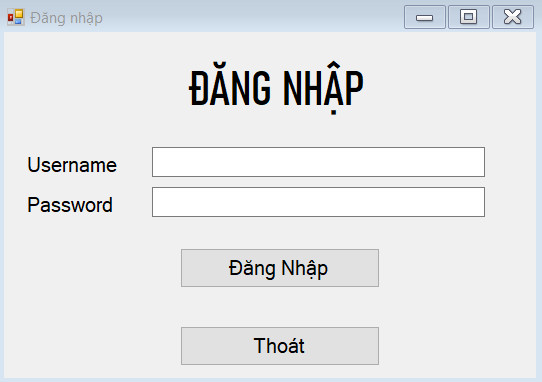 Đăng nhập
ĐĂNG NHẬP
Username
Password
Đăng Nhập
Thoát